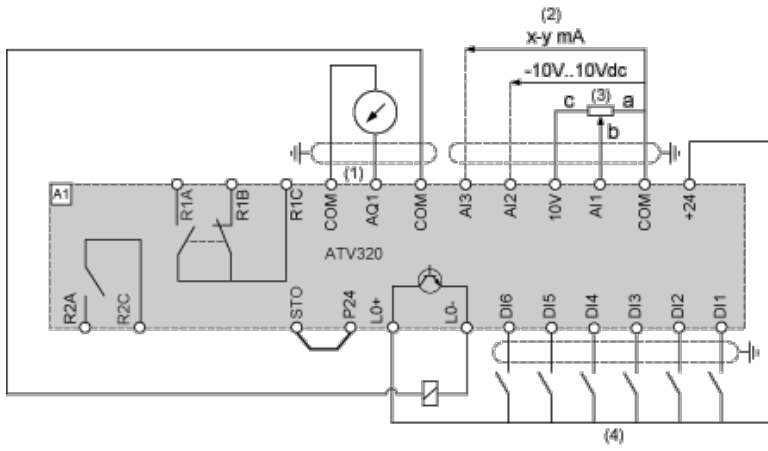 (2)
x-y mA
-10V..10Vdc
c (3) a
b
(1)
A1
R1A R1B R1C COM AQ1 COM AI3 AI2 10V AI1 COM +24
ATV320
R2A R2C STO P24 L0+ L0- DI6 DI5 DI4 DI3 DI2 DI1
(4)